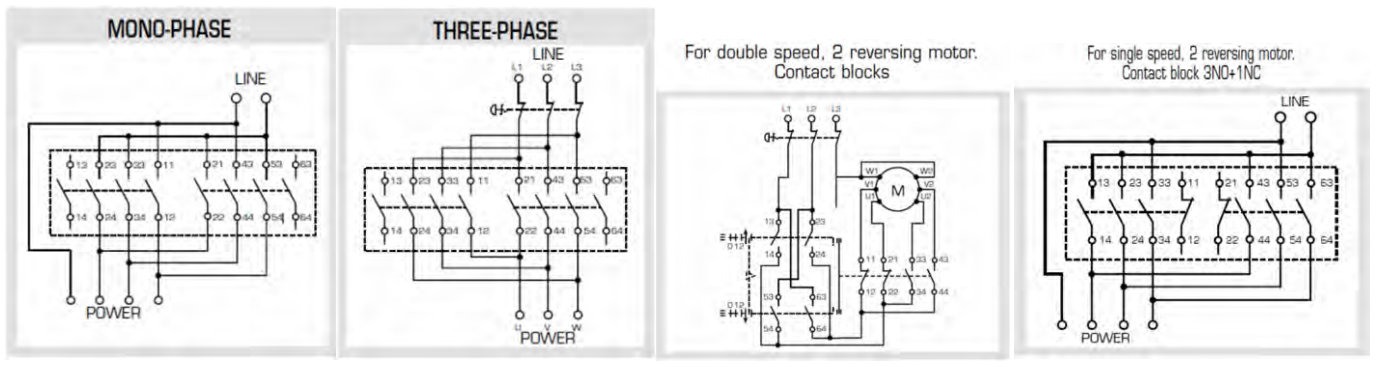 MONO-PHASE
LINE
13 23 33 11 21 43 53 63
14 24 34 12 22 44 54 64
POWER
THREE-PHASE
LINE
L1 L2 L3
13 23 33 11 21 43 53 63
14 24 34 12 22 44 54 64
U V W
POWER
For double speed, 2 reversing motor.
Contact blocks
L1 L2 L3
W1 W2
V1 M V2
U1 U2
13 23
012
14 24
11 21 33 43
12 22 34 44
53 63
012
54 64
For single speed, 2 reversing motor.
Contact block 3NO+1NC
LINE
13 23 33 11 21 43 53 63
14 24 34 12 22 44 54 64
POWER